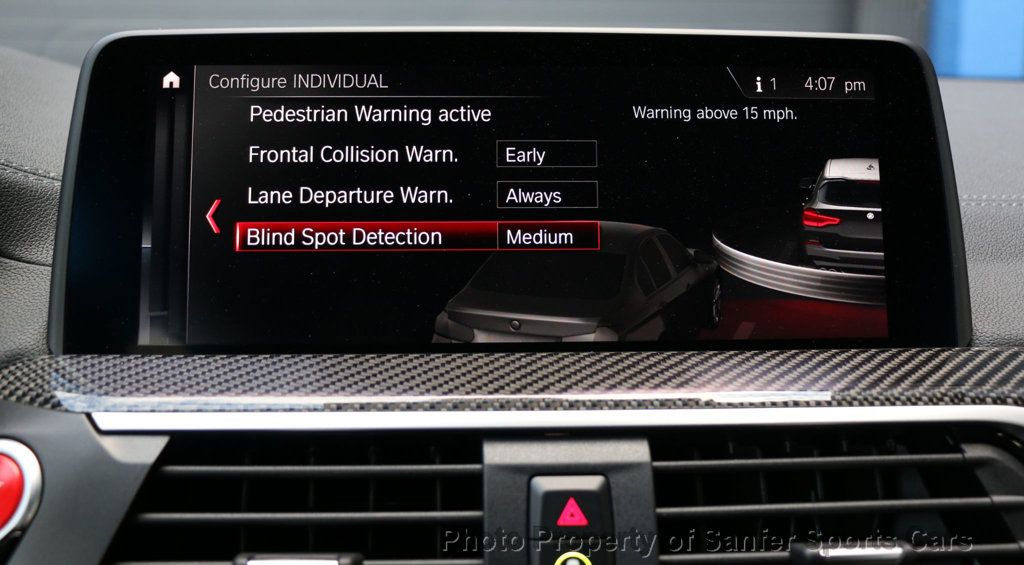 Configure INDIVIDUAL
i 1 4:07 pm
Pedestrian Warning active
Warning above 15 mph.
Frontal Collision Warn. Early
Lane Departure Warn. Always
Blind Spot Detection Medium
Photo Property of Sanfer Sports Cars